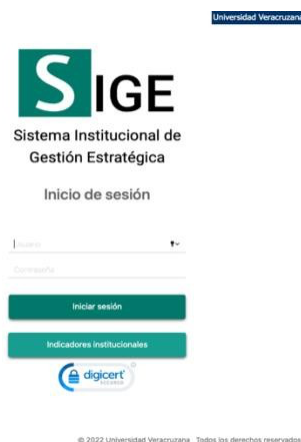 Universidad Veracruzana
SIGE
Sistema Institucional de
Gestión Estratégica
Inicio de sesión
Usuario
Contraseña
Iniciar sesión
Indicadores institucionales
digicert
SECURED
© 2022 Universidad Veracruzana Todos los derechos reservados